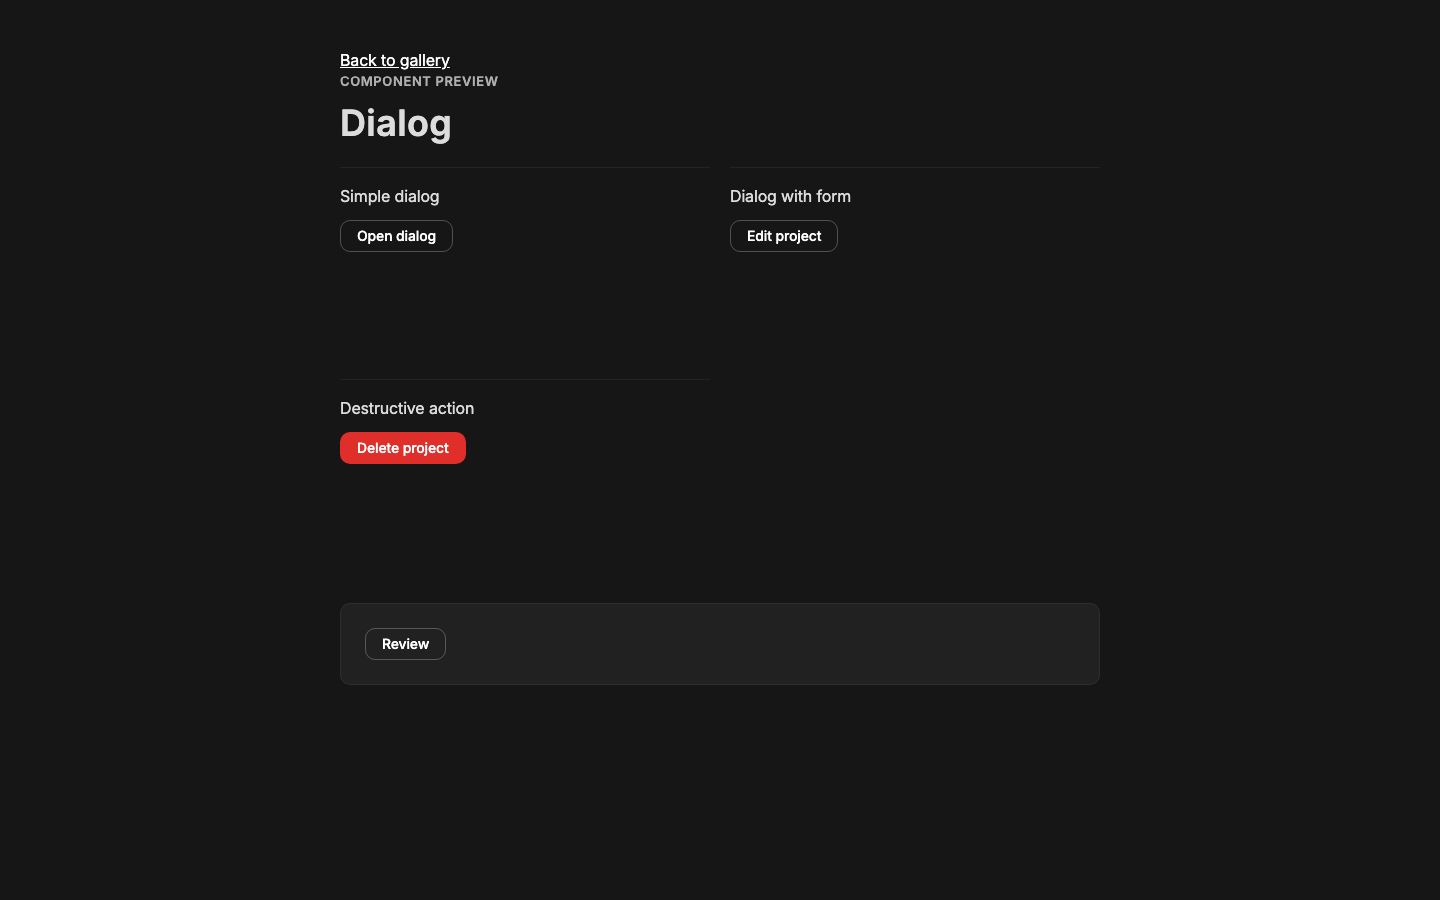 Back to gallery
COMPONENT PREVIEW
Dialog
Simple dialog
Open dialog
Dialog with form
Edit project
Destructive action
Delete project
Review